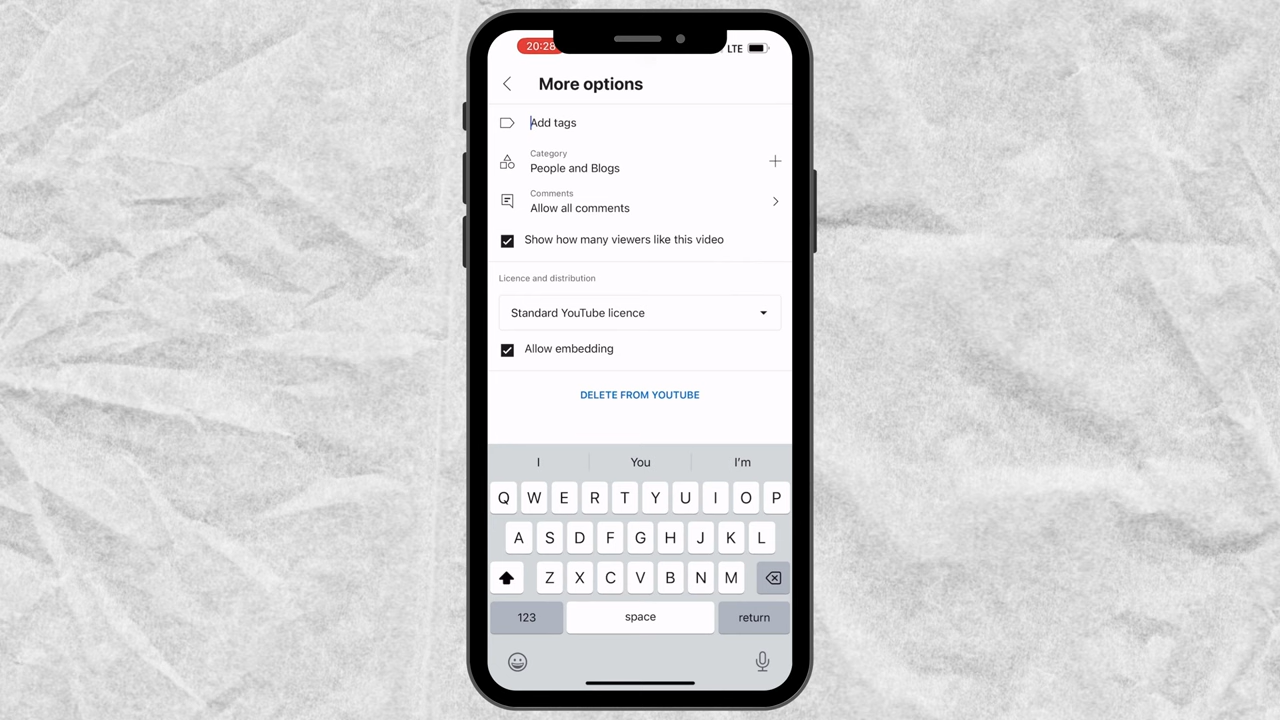 20:28
LTE
More options
Add tags
Category
People and Blogs
Comments
Allow all comments
Show how many viewers like this video
Licence and distribution
Standard YouTube licence
Allow embedding
DELETE FROM YOUTUBE
I You I'm
Q W E R T Y U I O P
A S D F G H J K L
Z X C V B N M
123 space return